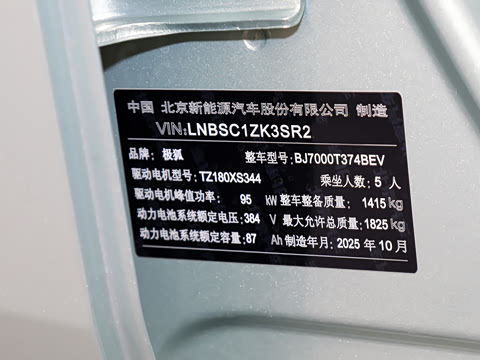 中国 北京新能源汽车股份有限公司 制造
VIN:LNBSC1ZK3SR2
品牌：极狐 整车型号：BJ7000T374BEV
驱动电机型号：TZ180XS344 乘坐人数：5 人
驱动电机峰值功率： 95 kW 整车整备质量： 1415 kg
动力电池系统额定电压：384 V 最大允许总质量：1825 kg
动力电池系统额定容量：87 Ah 制造年月：2025 年 10 月